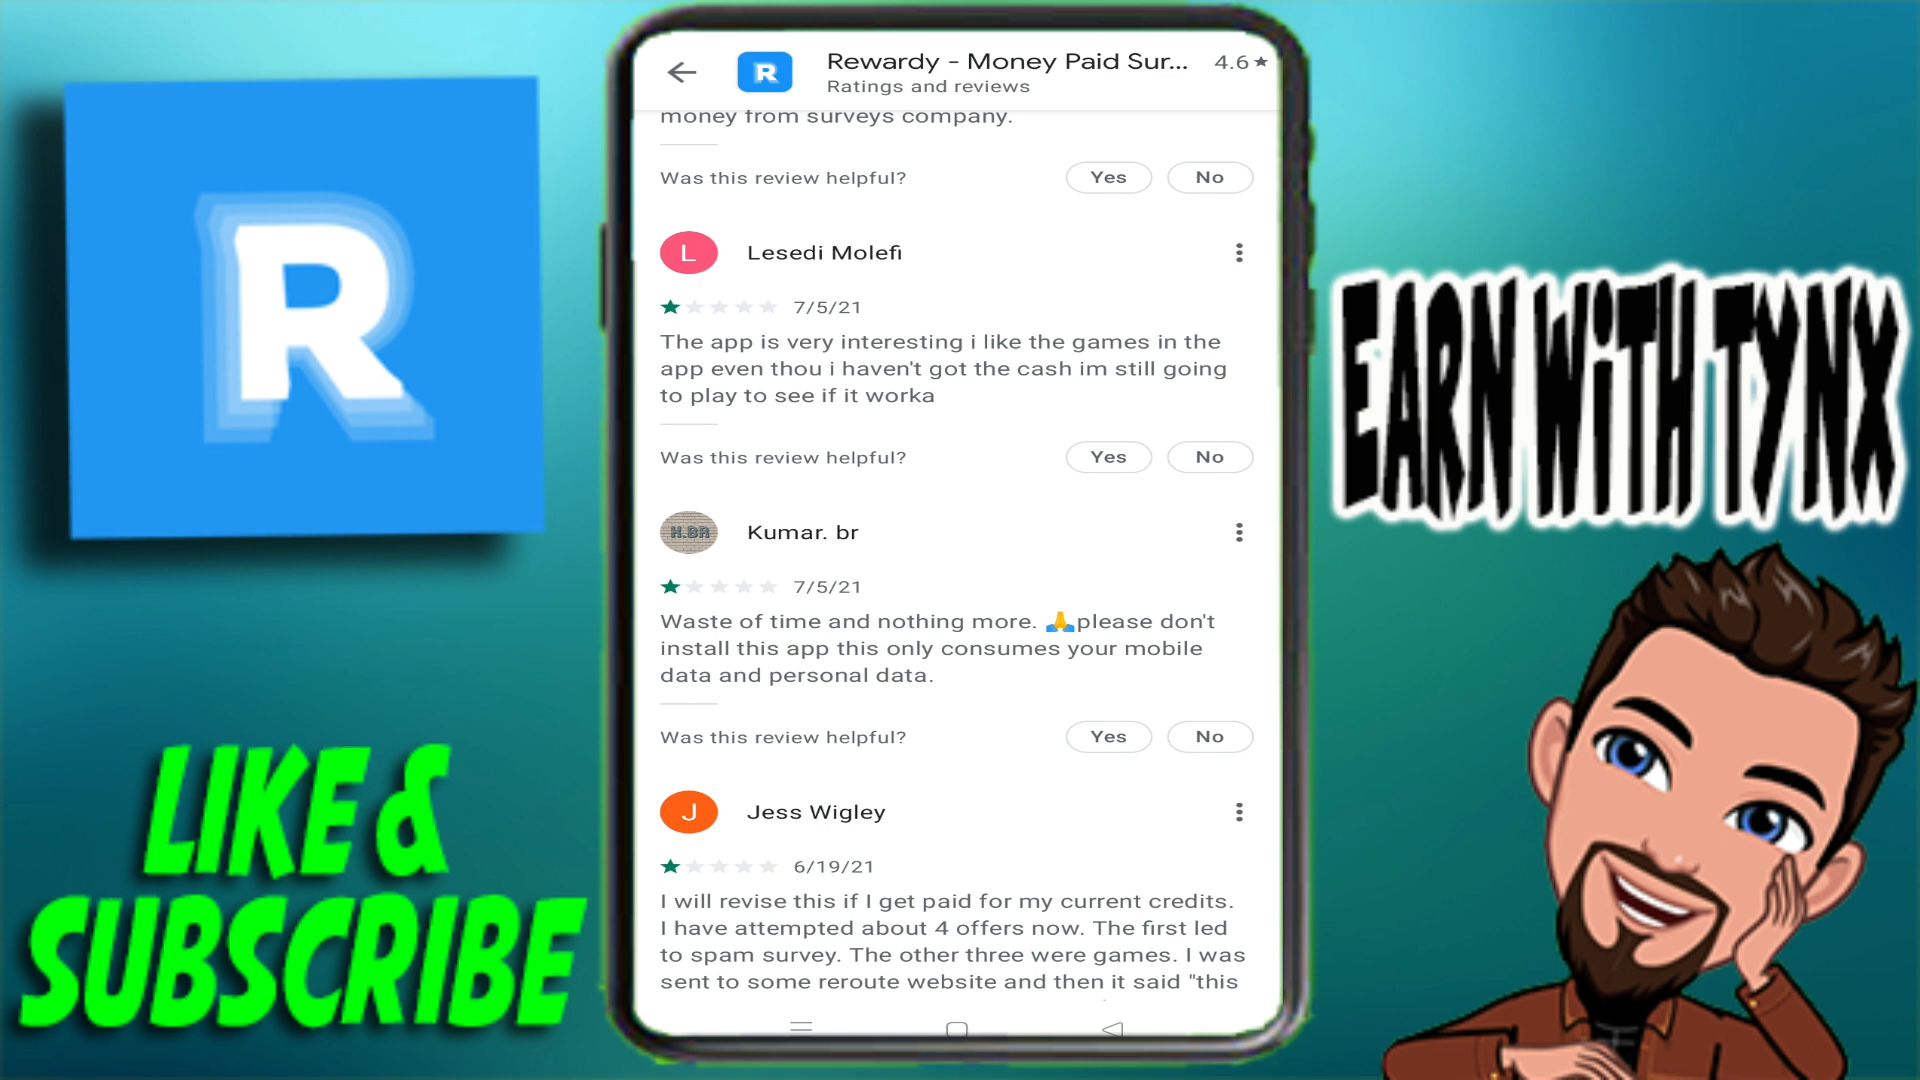 R
Rewardy - Money Paid Sur...
4.6★
Ratings and reviews
money from surveys company.
Was this review helpful?
Yes
No
L
Lesedi Molefi
7/5/21
The app is very interesting i like the games in the
app even thou i haven't got the cash im still going
to play to see if it worka
Was this review helpful?
Yes
No
H.BR
Kumar. br
7/5/21
Waste of time and nothing more. 🙏please don't
install this app this only consumes your mobile
data and personal data.
Was this review helpful?
Yes
No
J
Jess Wigley
6/19/21
I will revise this if I get paid for my current credits.
I have attempted about 4 offers now. The first led
to spam survey. The other three were games. I was
sent to some reroute website and then it said "this
R
LIKE &
SUBSCRIBE
EARN WiTH TYNX